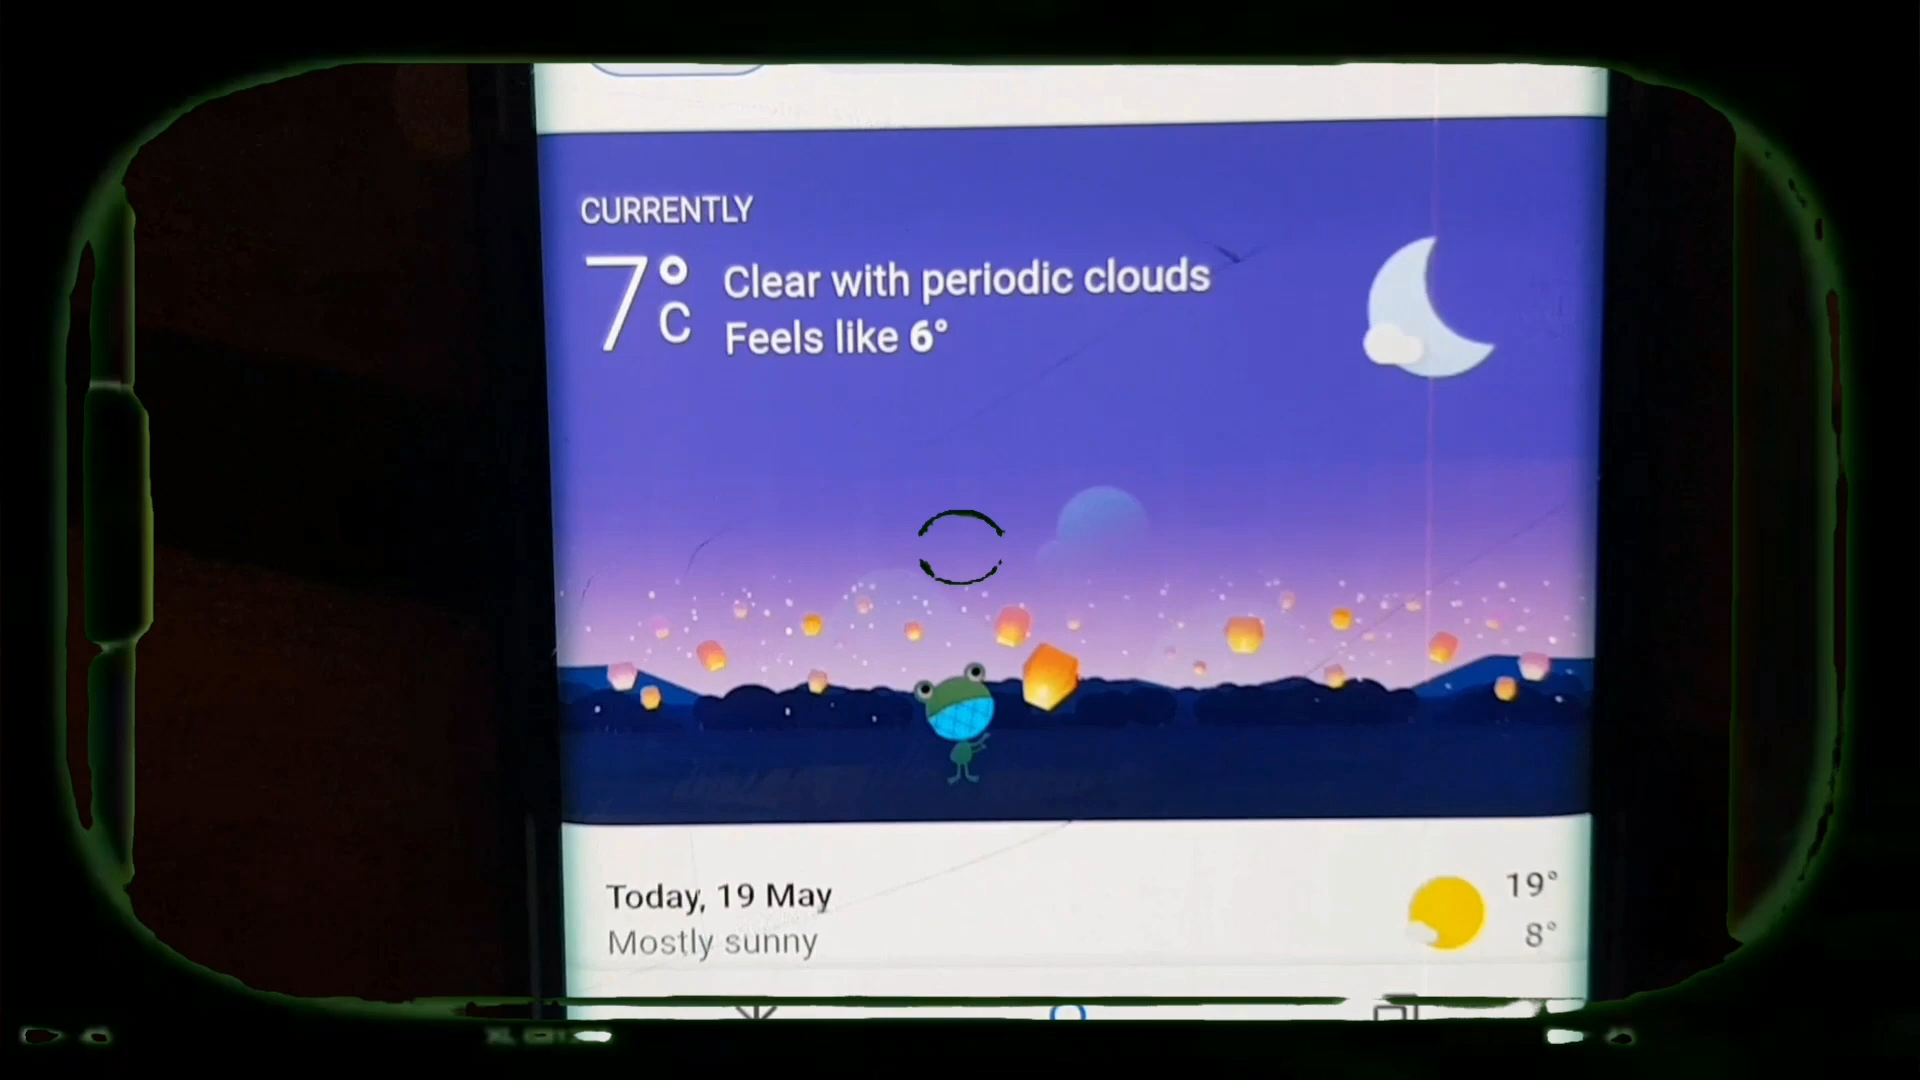 CURRENTLY
7°C
Clear with periodic clouds
Feels like 6°
Today, 19 May
Mostly sunny
19°
8°